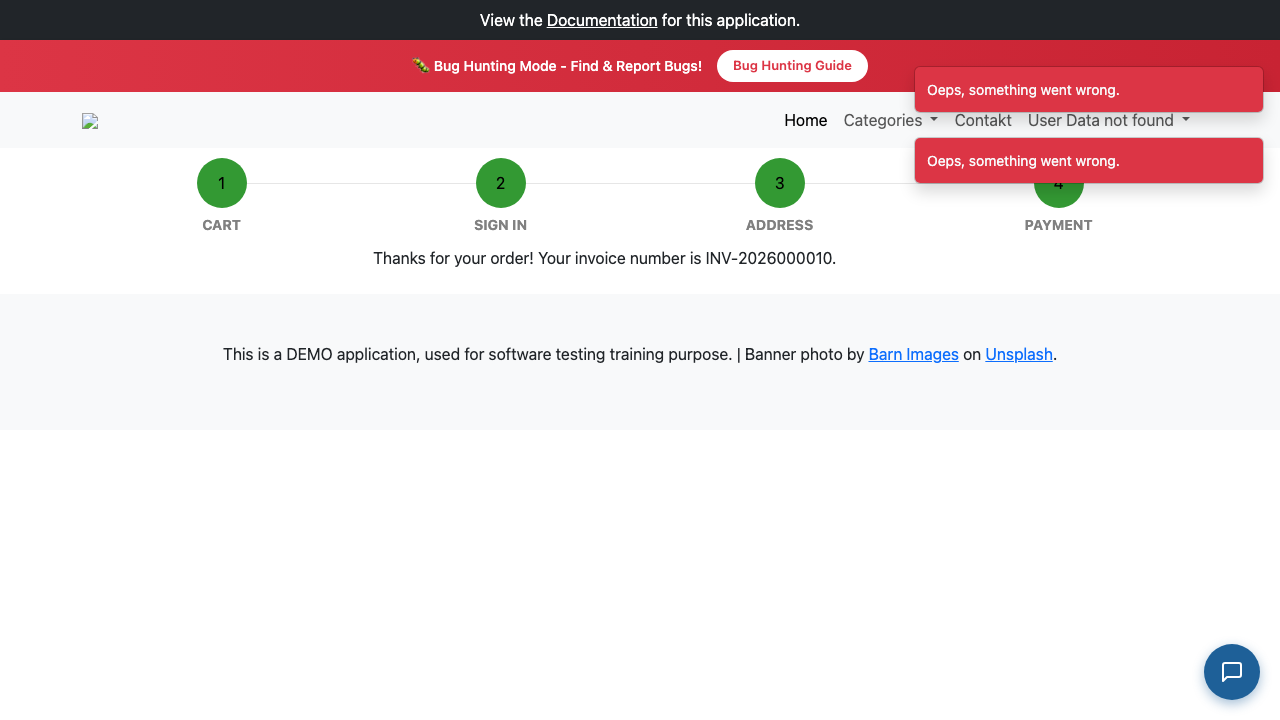 View the Documentation for this application.
🐛 Bug Hunting Mode - Find & Report Bugs! Bug Hunting Guide
Oeps, something went wrong.
Home Categories Contakt User Data not found
Oeps, something went wrong.
1 2 3 4
CART SIGN IN ADDRESS PAYMENT
Thanks for your order! Your invoice number is INV-2026000010.
This is a DEMO application, used for software testing training purpose. | Banner photo by Barn Images on Unsplash.